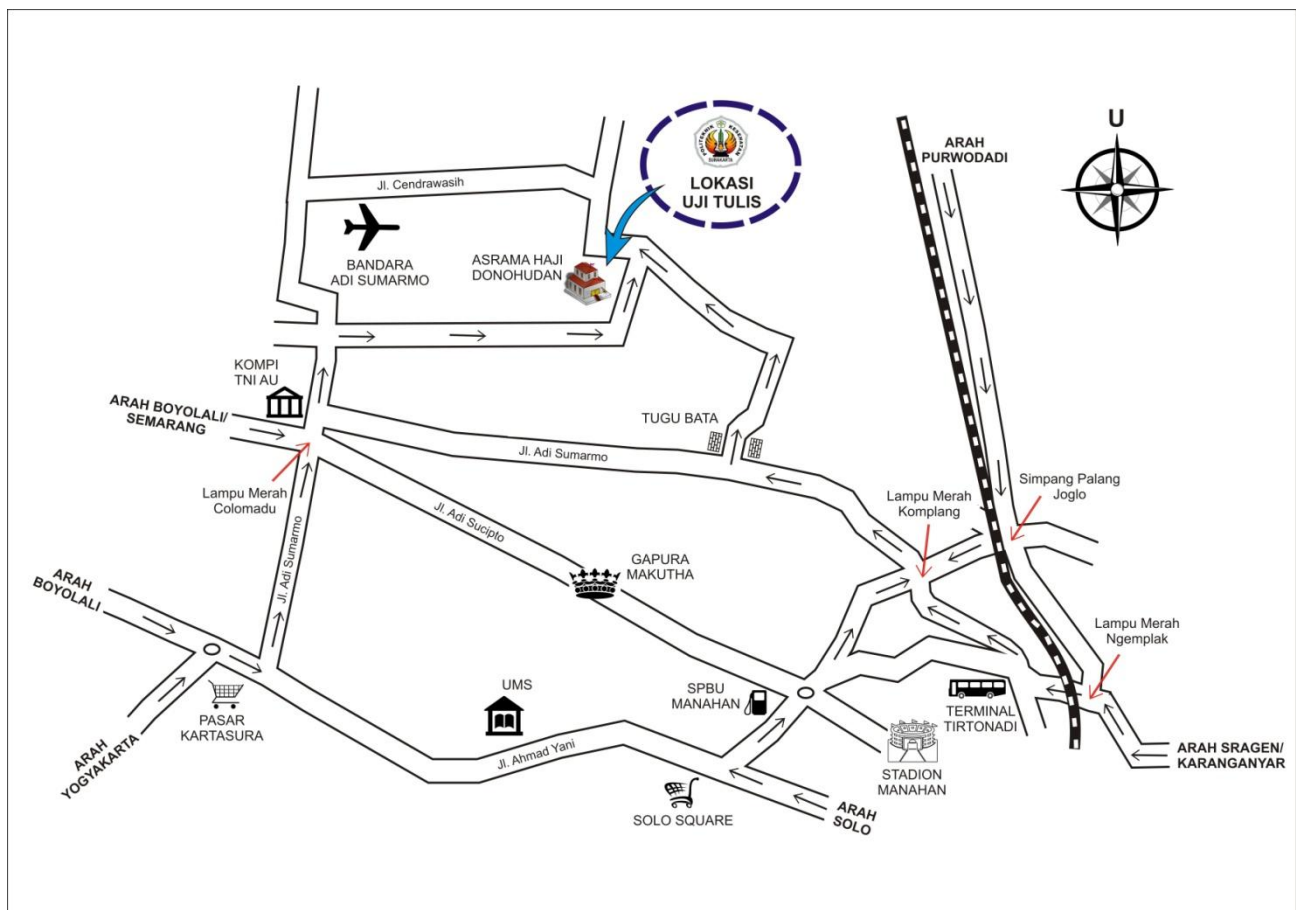 POLITEKNIK KESEHATAN
SURAKARTA
LOKASI
UJI TULIS
U
ARAH
PURWODADI
Jl. Cendrawasih
BANDARA
ADI SUMARMO
ASRAMA HAJI
DONOHUDAN
KOMPI
TNI AU
ARAH BOYOLALI/
SEMARANG
TUGU BATA
Jl. Adi Sumarmo
Lampu Merah
Colomadu
Lampu Merah
Komplang
Simpang Palang
Joglo
Jl. Adi Sucipto
Jl. Adi Sumarmo
GAPURA
MAKUTHA
ARAH
BOYOLALI
Lampu Merah
Ngemplak
UMS
SPBU
MANAHAN
TERMINAL
TIRTONADI
PASAR
KARTASURA
ARAH
YOGYAKARTA
Jl. Ahmad Yani
STADION
MANAHAN
ARAH SRAGEN/
KARANGANYAR
SOLO SQUARE
ARAH
SOLO